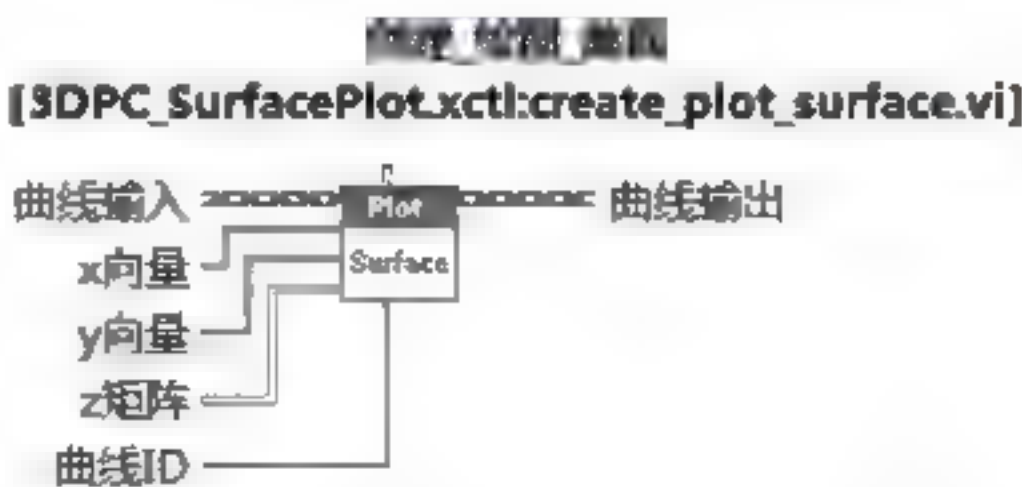 [3DPC_SurfacePlot.xctl:create_plot_surface.vi]
曲线输入
Plot
曲线输出
x向量
Surface
y向量
z矩阵
曲线ID